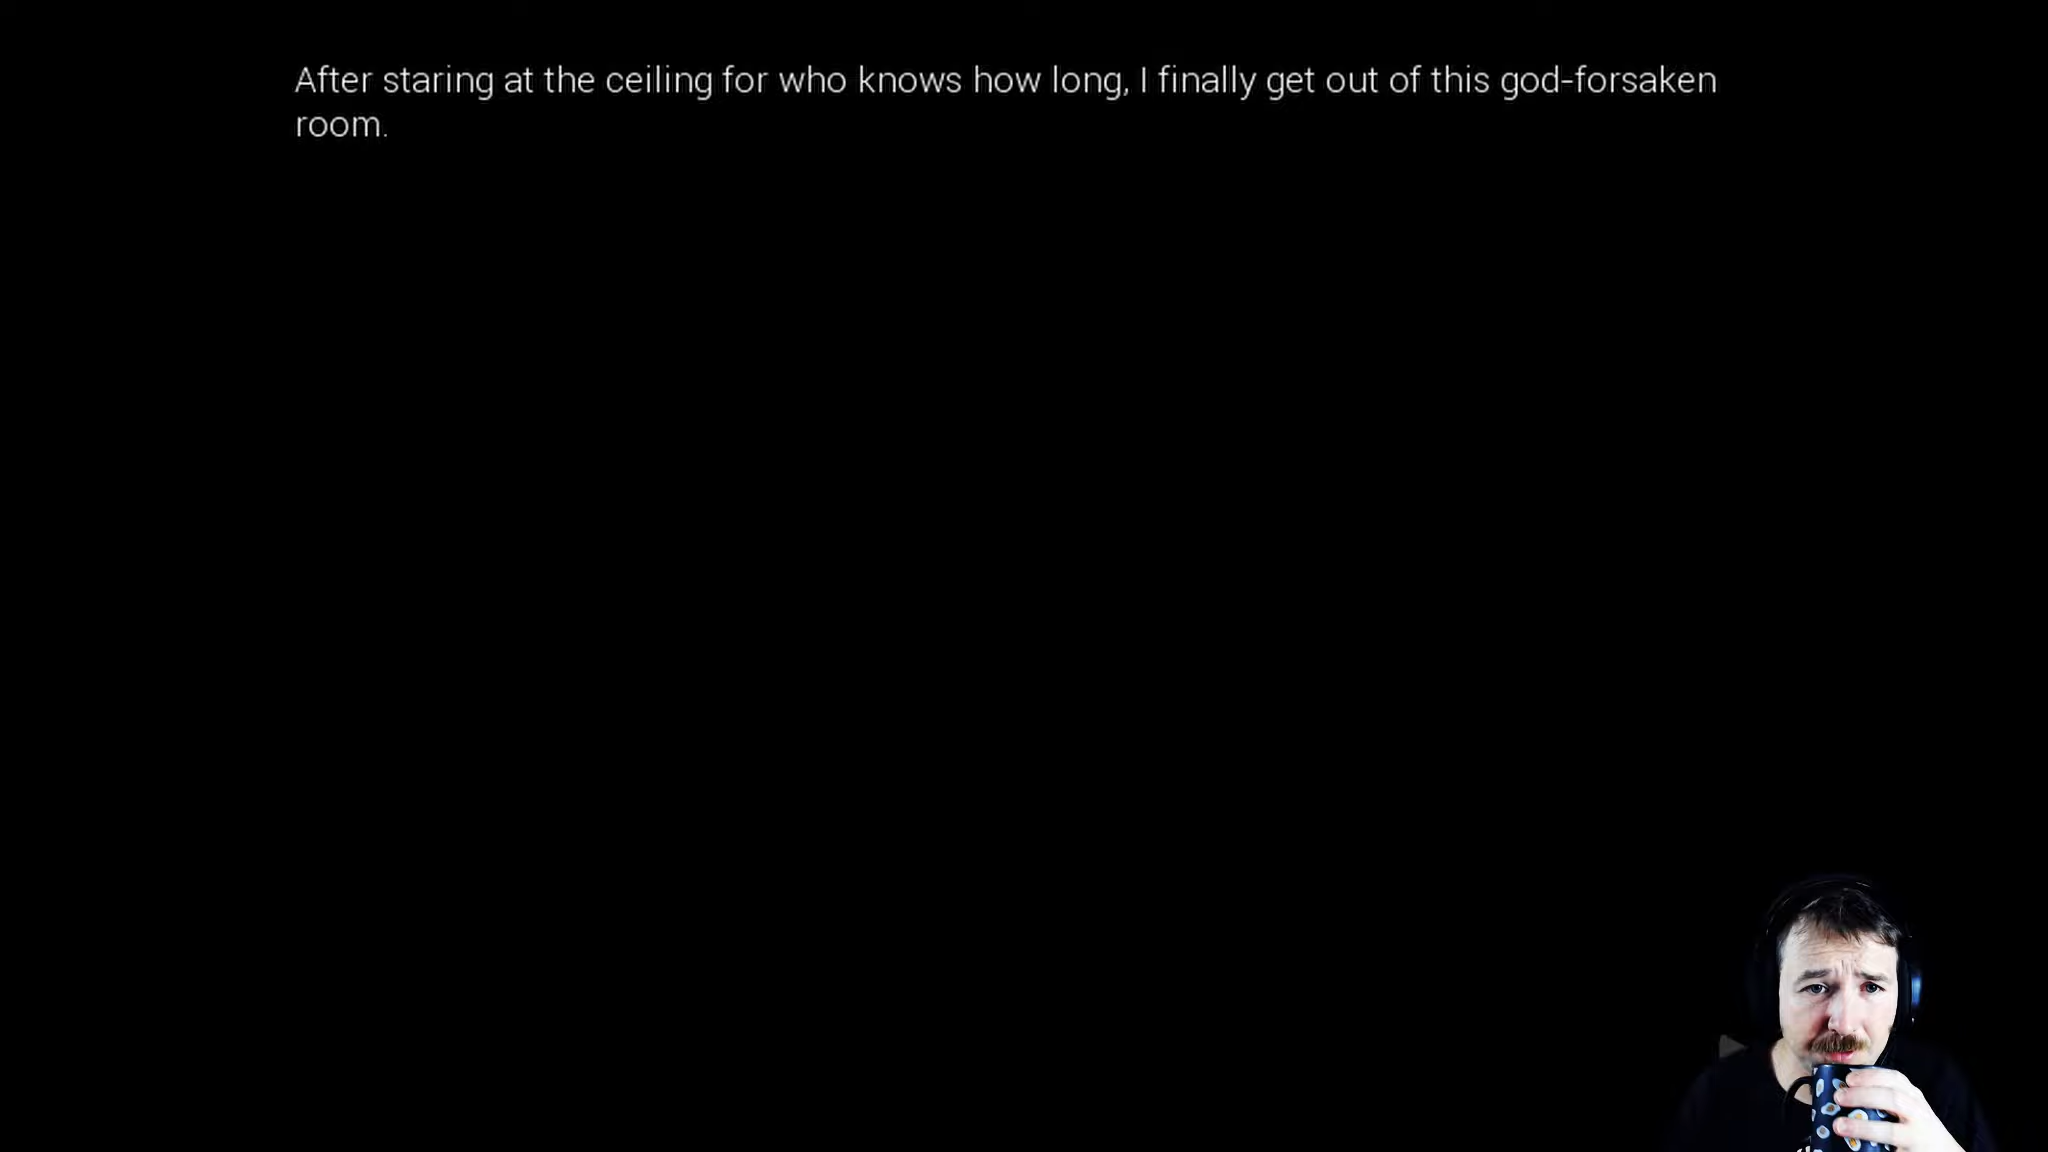 After staring at the ceiling for who knows how long, I finally get out of this god-forsaken
room.